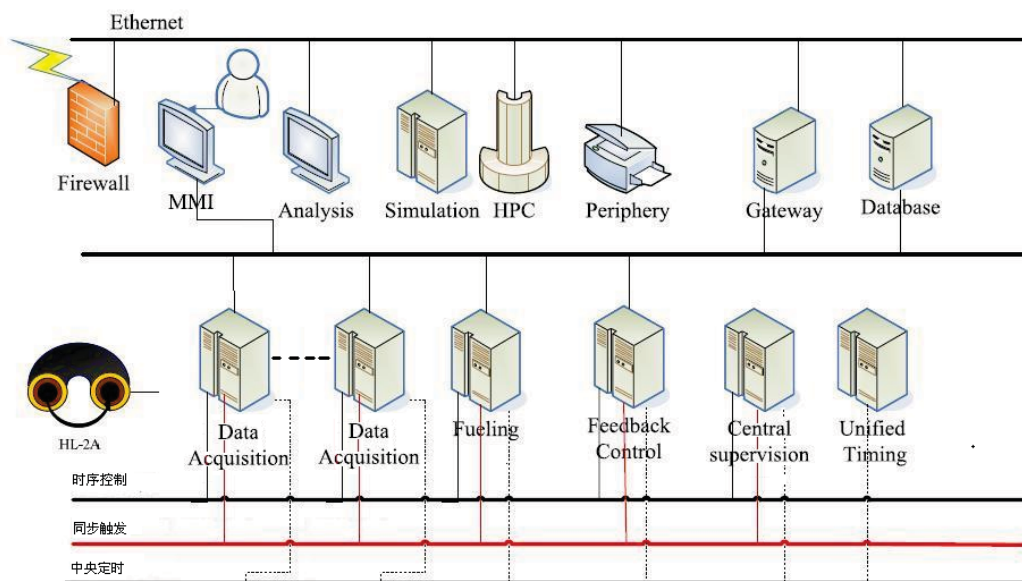 Ethernet
Firewall
MMI
Analysis
Simulation
HPC
Periphery
Gateway
Database
HL-2A
Data
Acquisition
Data
Acquisition
Fueling
Feedback
Control
Central
supervision
Unified
Timing
时序控制
同步触发
中央定时